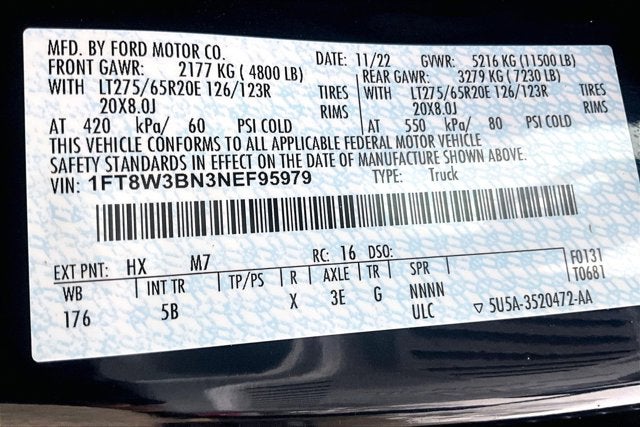 MFD. BY FORD MOTOR CO. DATE: 11/22 GVWR: 5216 KG (11500 LB)
FRONT GAWR: 2177 KG ( 4800 LB) REAR GAWR: 3279 KG ( 7230 LB)
WITH LT275/65R20E 126/123R TIRES WITH LT275/65R20E 126/123R TIRES
20X8.0J RIMS 20X8.0J RIMS
AT 420 kPa/ 60 PSI COLD AT 550 kPa/ 80 PSI COLD
THIS VEHICLE CONFORMS TO ALL APPLICABLE FEDERAL MOTOR VEHICLE
SAFETY STANDARDS IN EFFECT ON THE DATE OF MANUFACTURE SHOWN ABOVE.
VIN: 1FT8W3BN3NEF95979 TYPE: Truck
EXT PNT: HX M7 RC: 16 DSO: F0131
WB INT TR TP/PS R AXLE TR SPR T0681
176 5B X 3E G NNNN
ULC ▽ 5U5A-3520472-AA